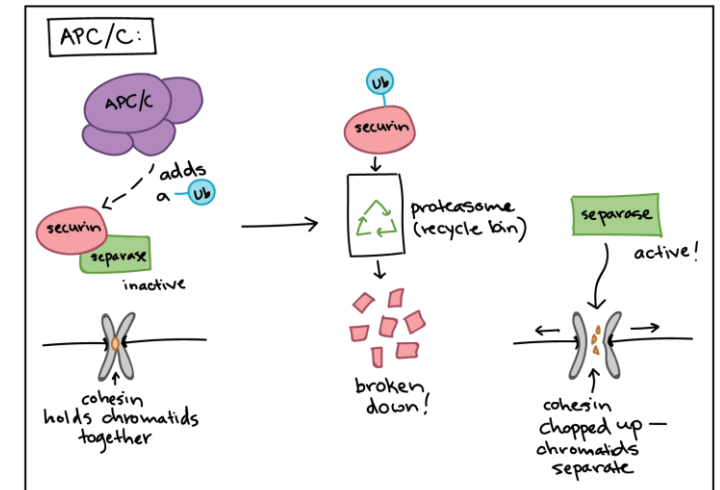 APC/C:
APC/C
adds
a Ub
securin
separase
inactive
cohesin
holds chromatids
together
Ub
securin
proteasome
(recycle bin)
broken
down!
separase
active!
cohesin
chopped up —
chromatids
separate